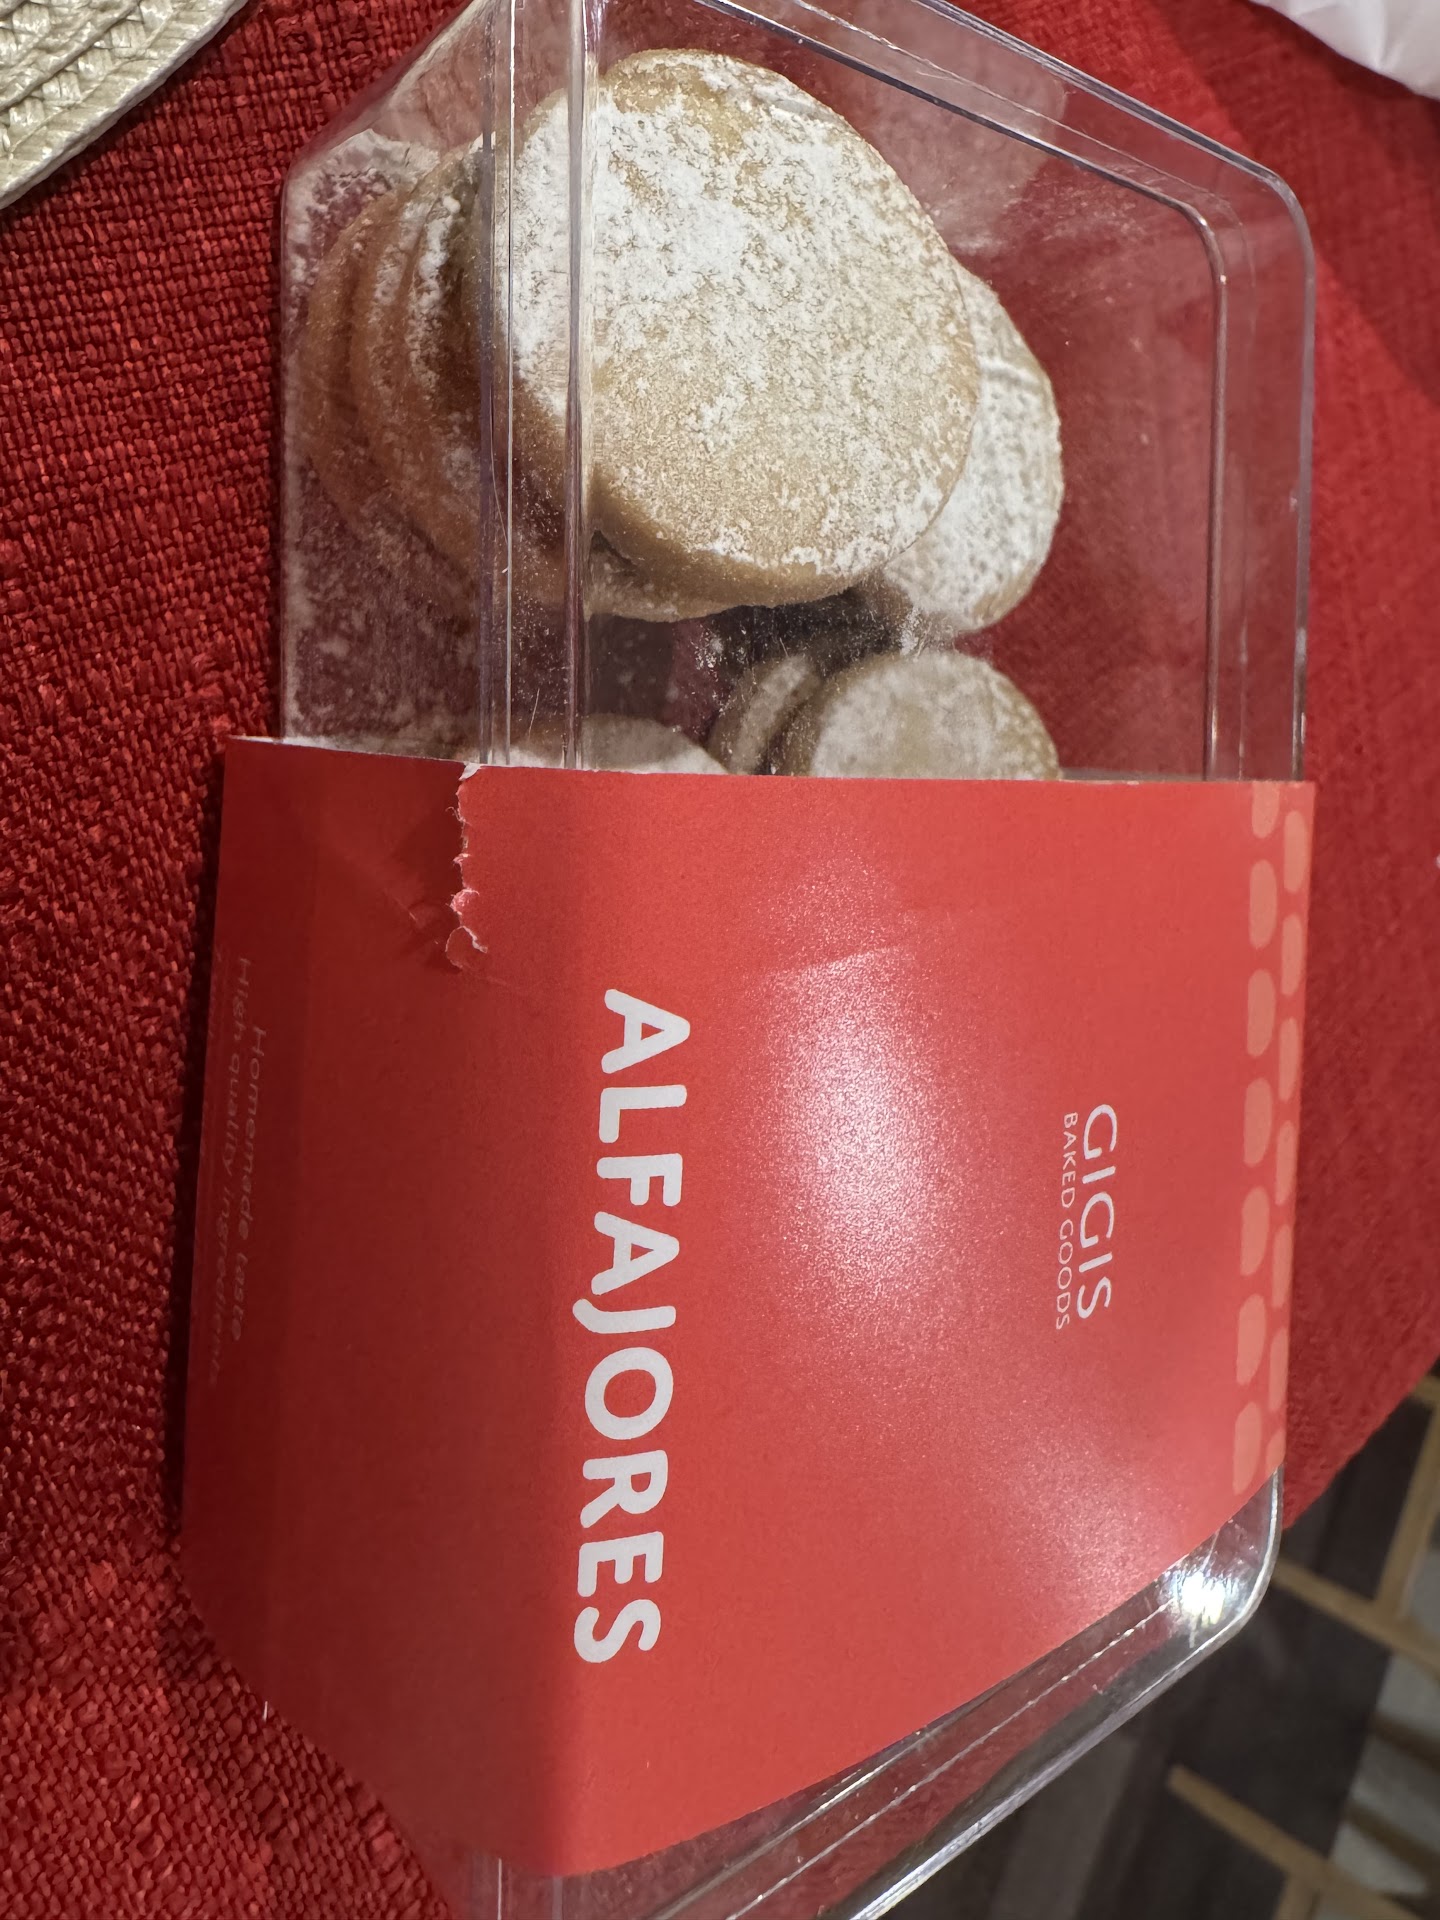 GIGIS
BAKED GOODS
ALFAJORES
Homemade taste
High quality ingredients